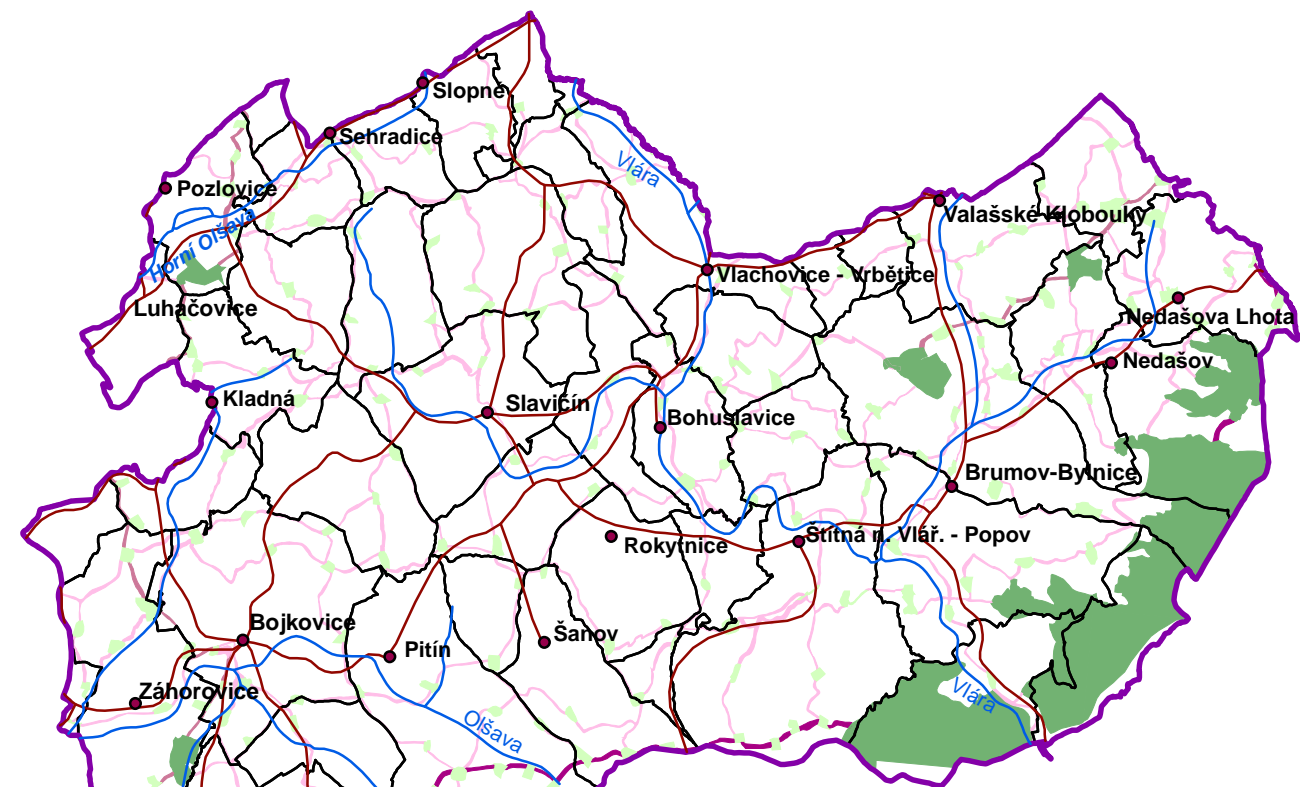 Slopné
Sehradice
Vlára
Pozlovice
Valašské Klobouky
Horní Olšava
Vlachovice - Vrbětice
Luhačovice
Nedašova Lhota
Nedašov
Kladná
Slavičín
Bohuslavice
Brumov-Bylnice
Štítná n. Vlář. - Popov
Rokytnice
Bojkovice
Šanov
Pitín
Záhorovice
Vlára
Olšava